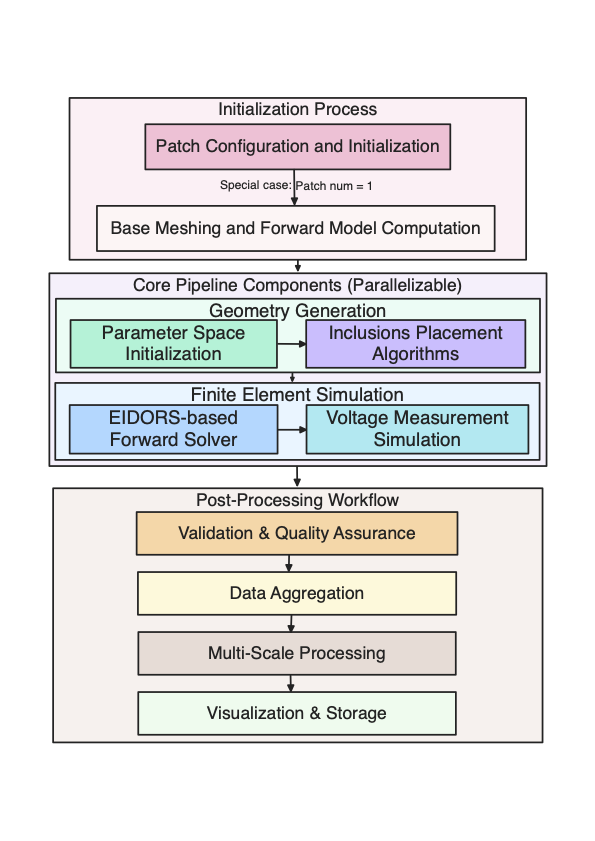 Initialization Process
Patch Configuration and Initialization
Special case: Patch num = 1
Base Meshing and Forward Model Computation
Core Pipeline Components (Parallelizable)
Geometry Generation
Parameter Space
Initialization
Inclusions Placement
Algorithms
Finite Element Simulation
EIDORS-based
Forward Solver
Voltage Measurement
Simulation
Post-Processing Workflow
Validation & Quality Assurance
Data Aggregation
Multi-Scale Processing
Visualization & Storage